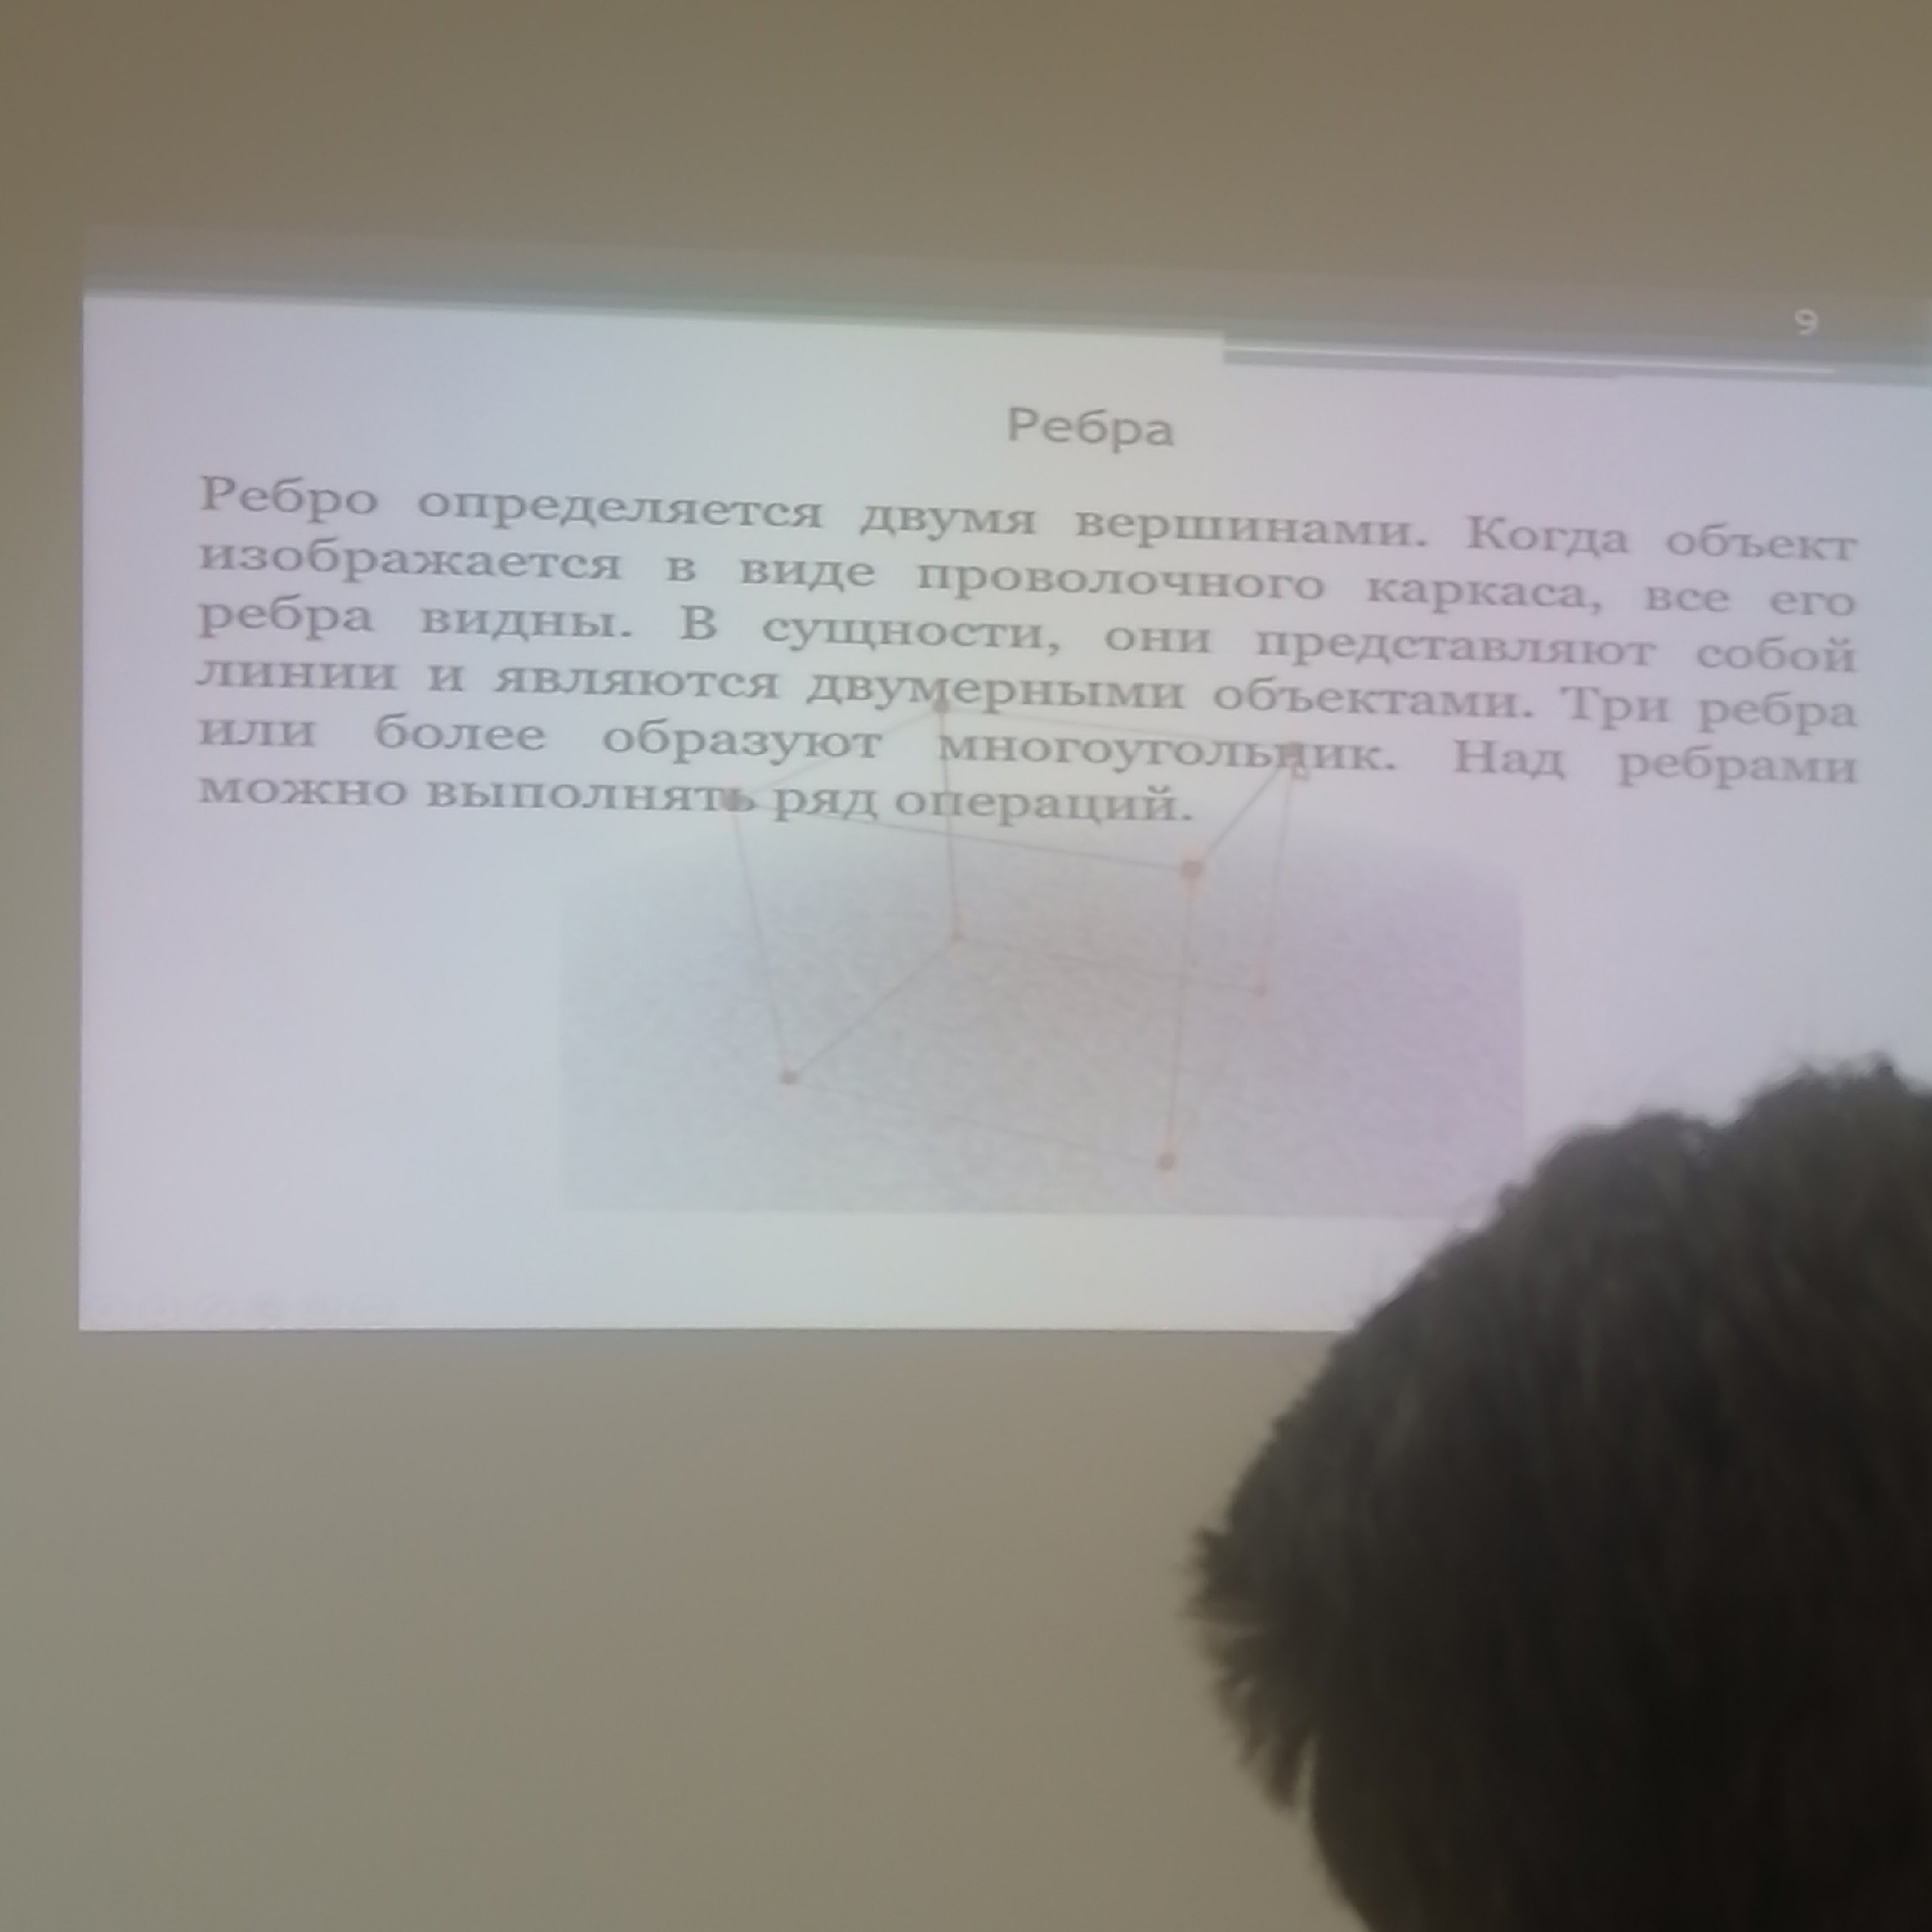 9
Ребра
Ребро определяется двумя вершинами. Когда объект
изображается в виде проволочного каркаса, все его
ребра видны. В сущности, они представляют собой
линии и являются двумерными объектами. Три ребра
или более образуют многоугольник. Над ребрами
можно выполнять ряд операций.